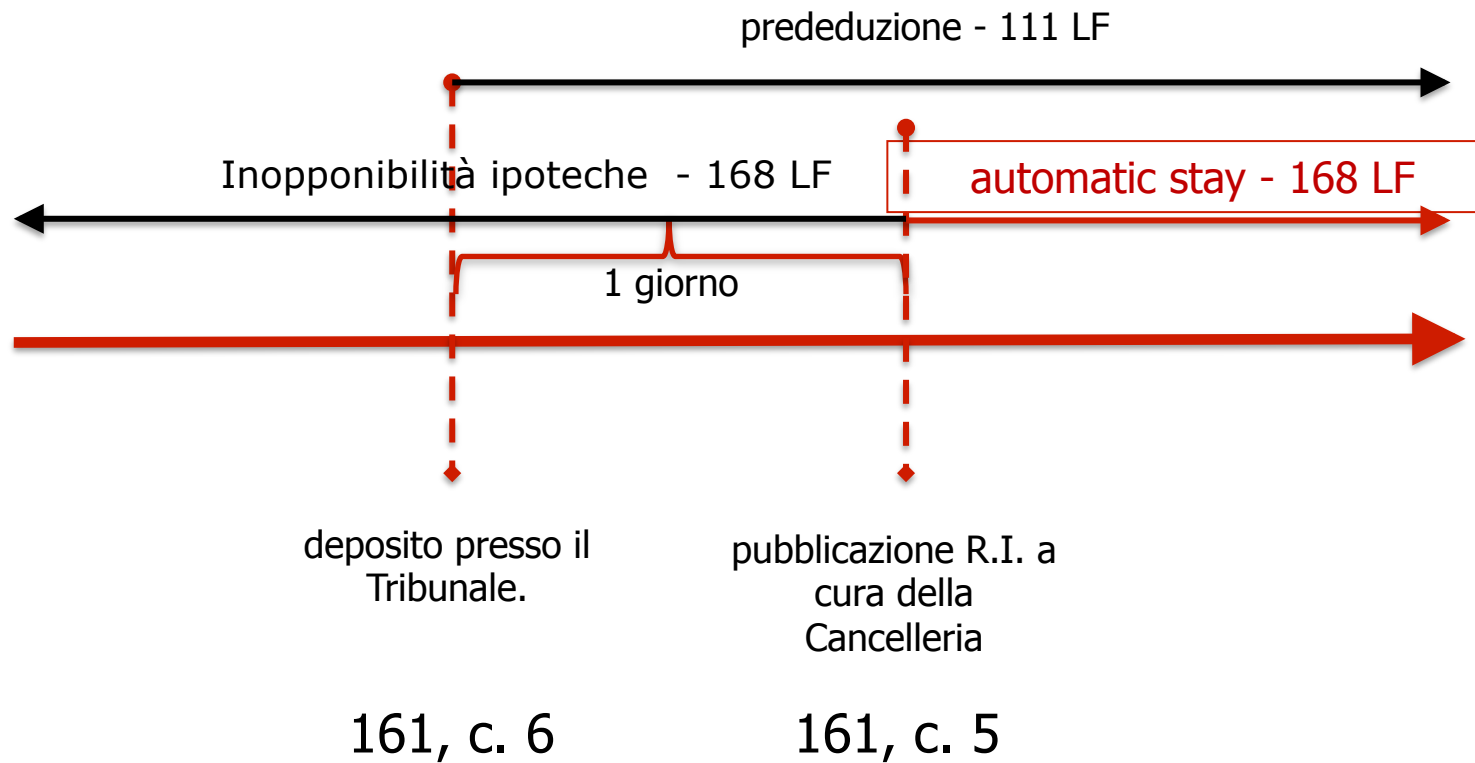 prededuzione - 111 LF
Inopponibilità ipoteche - 168 LF
automatic stay - 168 LF
1 giorno
deposito presso il
Tribunale.
pubblicazione R.I. a
cura della
Cancelleria
161, c. 6
161, c. 5